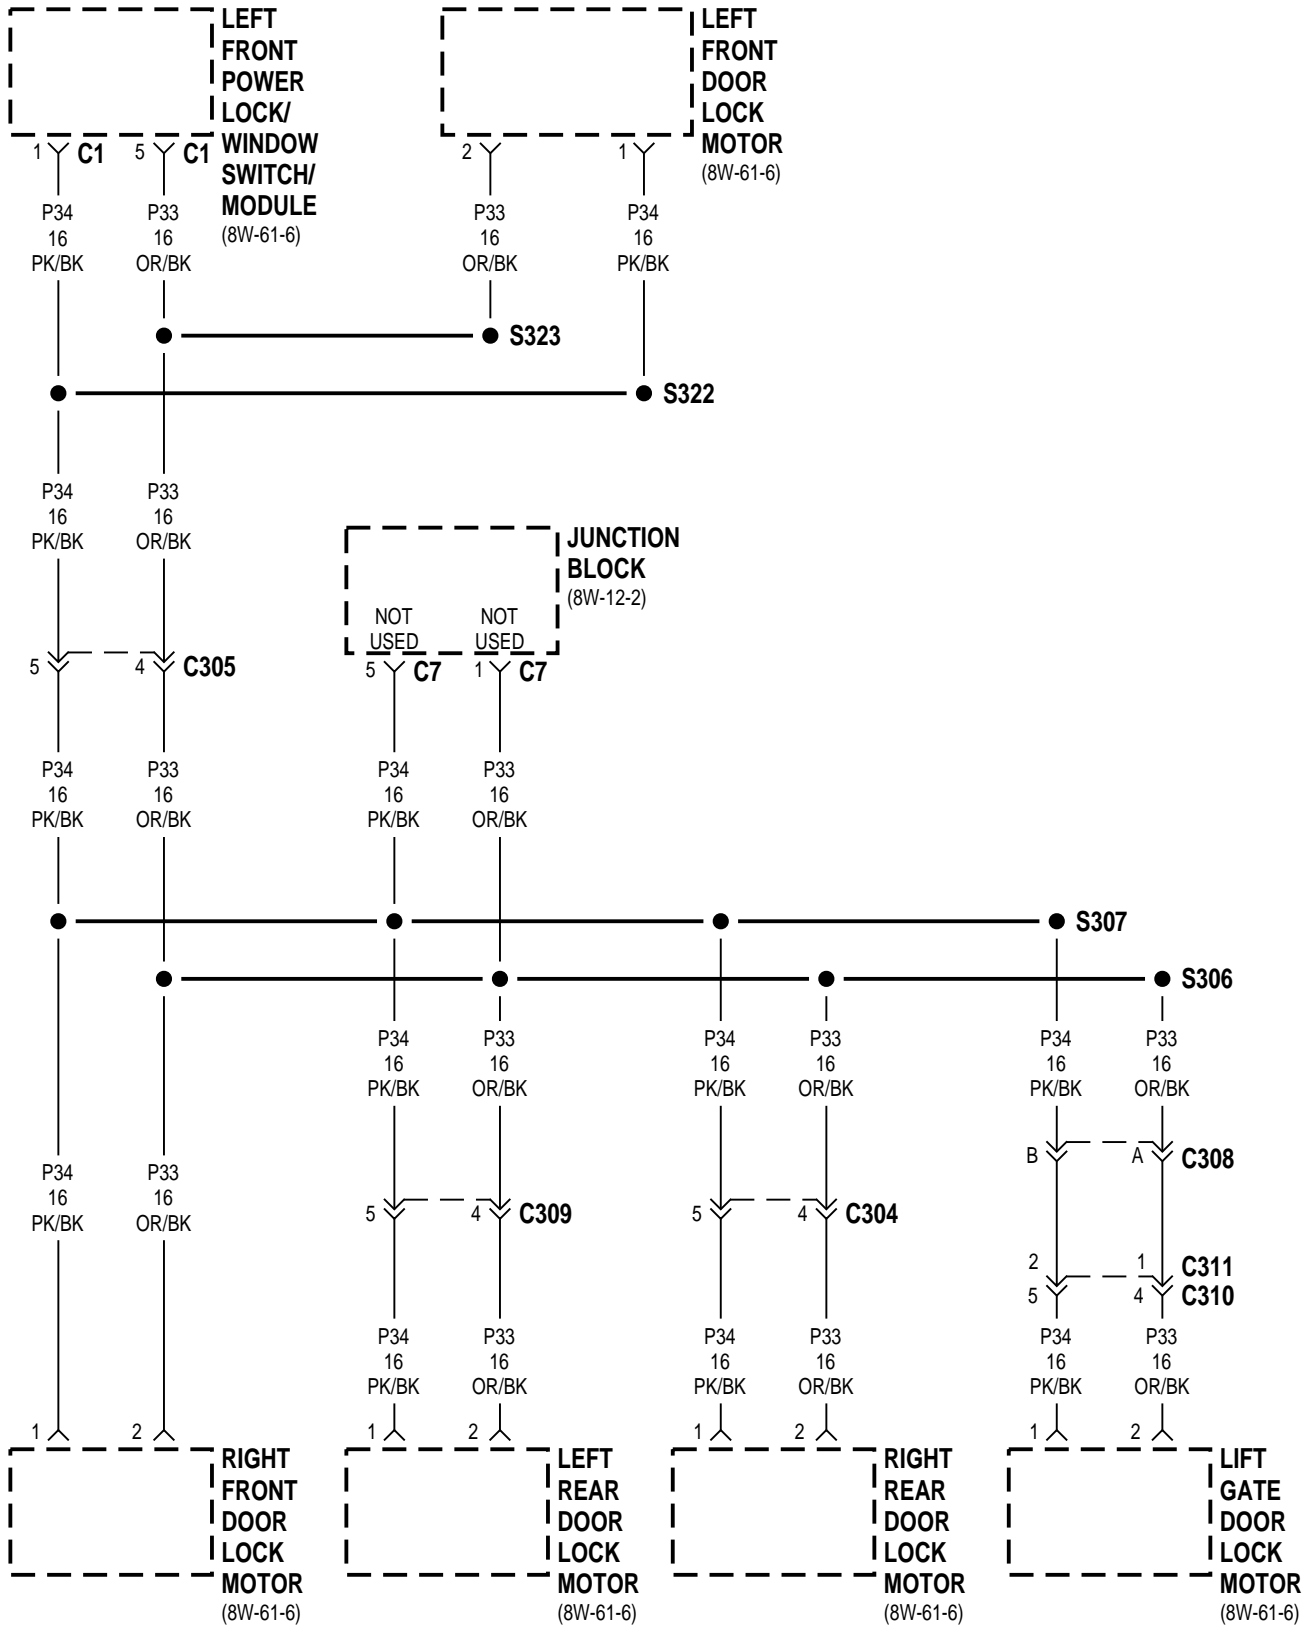 LEFT
FRONT
POWER
LOCK/
WINDOW
SWITCH/
MODULE
(8W-61-6)
LEFT
FRONT
DOOR
LOCK
MOTOR
(8W-61-6)
1 C1 5 C1
2 1
P34 P33 P33 P34
16 16 16 16
PK/BK OR/BK OR/BK PK/BK
S323
S322
P34 P33
16 16
PK/BK OR/BK
JUNCTION
BLOCK
(8W-12-2)
NOT NOT
USED USED
5 4 C305
5 C7 1 C7
P34 P33 P34 P33
16 16 16 16
PK/BK OR/BK PK/BK OR/BK
S307
S306
P34 P33 P34 P33 P34 P33
16 16 16 16 16 16
PK/BK OR/BK PK/BK OR/BK PK/BK OR/BK
B A C308
P34 P33
16 16
PK/BK OR/BK
5 4 C309
5 4 C304
2 1 C311
5 4 C310
P34 P33 P34 P33 P34 P33
16 16 16 16 16 16
PK/BK OR/BK PK/BK OR/BK PK/BK OR/BK
1 2 1 2 1 2 1 2
RIGHT
FRONT
DOOR
LOCK
MOTOR
(8W-61-6)
LEFT
REAR
DOOR
LOCK
MOTOR
(8W-61-6)
RIGHT
REAR
DOOR
LOCK
MOTOR
(8W-61-6)
LIFT
GATE
DOOR
LOCK
MOTOR
(8W-61-6)